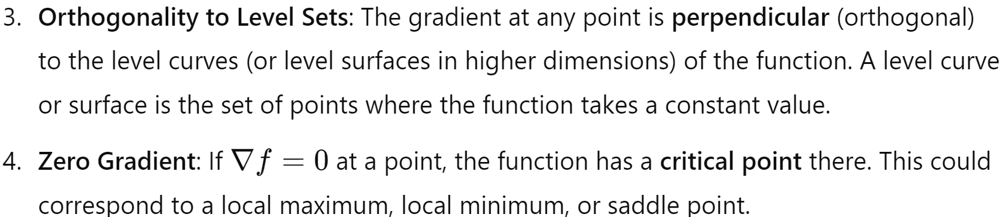 3. Orthogonality to Level Sets: The gradient at any point is perpendicular (orthogonal)
to the level curves (or level surfaces in higher dimensions) of the function. A level curve
or surface is the set of points where the function takes a constant value.
4. Zero Gradient: If ∇f = 0 at a point, the function has a critical point there. This could
correspond to a local maximum, local minimum, or saddle point.